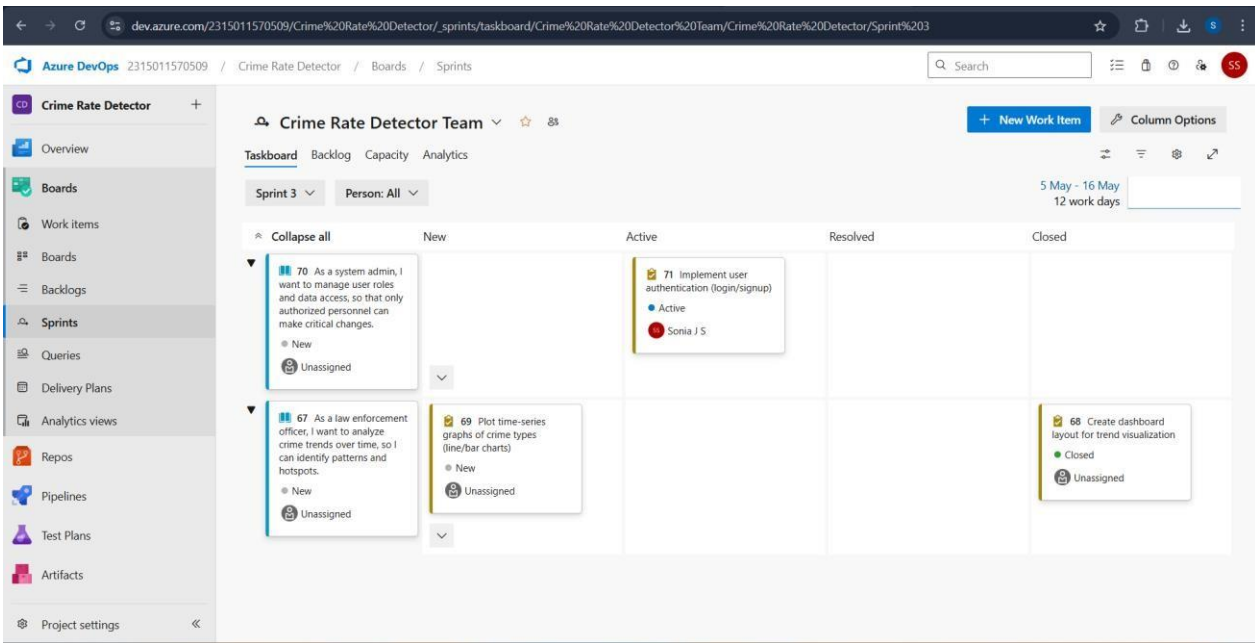 dev.azure.com/2315011570509/Crime%20Rate%20Detector/_sprints/taskboard/Crime%20Rate%20Detector%20Team/Crime%20Rate%20Detector/Sprint%203
S
Azure DevOps 2315011570509 / Crime Rate Detector / Boards / Sprints
Search
SS
CD Crime Rate Detector +
Overview
Boards
Work items
Boards
Backlogs
Sprints
Queries
Delivery Plans
Analytics views
Repos
Pipelines
Test Plans
Artifacts
Project settings
Crime Rate Detector Team
+ New Work Item
Column Options
Taskboard Backlog Capacity Analytics
Sprint 3
Person: All
5 May - 16 May
12 work days
Collapse all
New
Active
Resolved
Closed
70 As a system admin, I
want to manage user roles
and data access, so that only
authorized personnel can
make critical changes.
New
Unassigned
71 Implement user
authentication (login/signup)
Active
SS Sonia J S
67 As a law enforcement
officer, I want to analyze
crime trends over time, so I
can identify patterns and
hotspots.
New
Unassigned
69 Plot time-series
graphs of crime types
(line/bar charts)
New
Unassigned
68 Create dashboard
layout for trend visualization
Closed
Unassigned